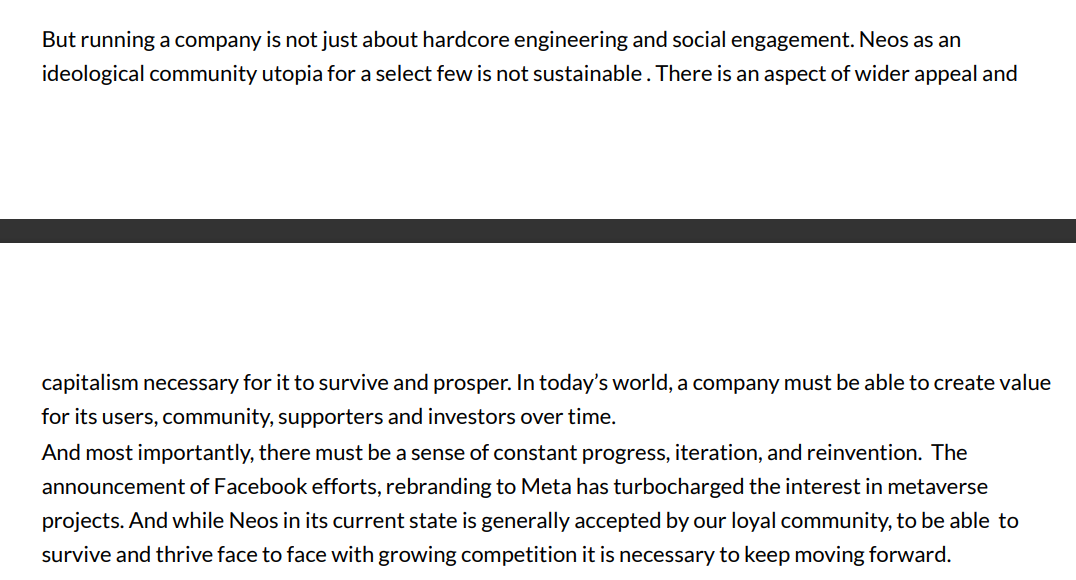 But running a company is not just about hardcore engineering and social engagement. Neos as an
ideological community utopia for a select few is not sustainable . There is an aspect of wider appeal and
capitalism necessary for it to survive and prosper. In today’s world, a company must be able to create value
for its users, community, supporters and investors over time.
And most importantly, there must be a sense of constant progress, iteration, and reinvention.  The
announcement of Facebook efforts, rebranding to Meta has turbocharged the interest in metaverse
projects. And while Neos in its current state is generally accepted by our loyal community, to be able  to
survive and thrive face to face with growing competition it is necessary to keep moving forward.